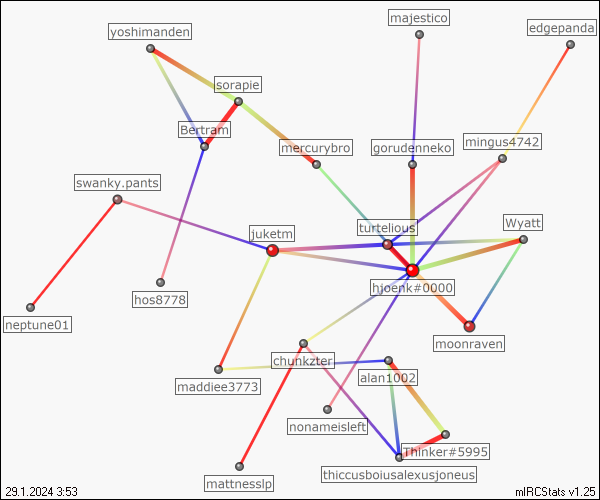 majestico
edgepanda
yoshimanden
sorapie
Bertram
mercurybro
gorudenneko
mingus4742
swanky.pants
juketm
turtelious
Wyatt
hjoenk#0000
hos8778
neptune01
moonraven
chunkzter
maddiee3773
alan1002
nonameisleft
Thinker#5995
mattnesslp
thiccusboiusalexusjoneus
29.1.2024 3:53
mIRCStats v1.25